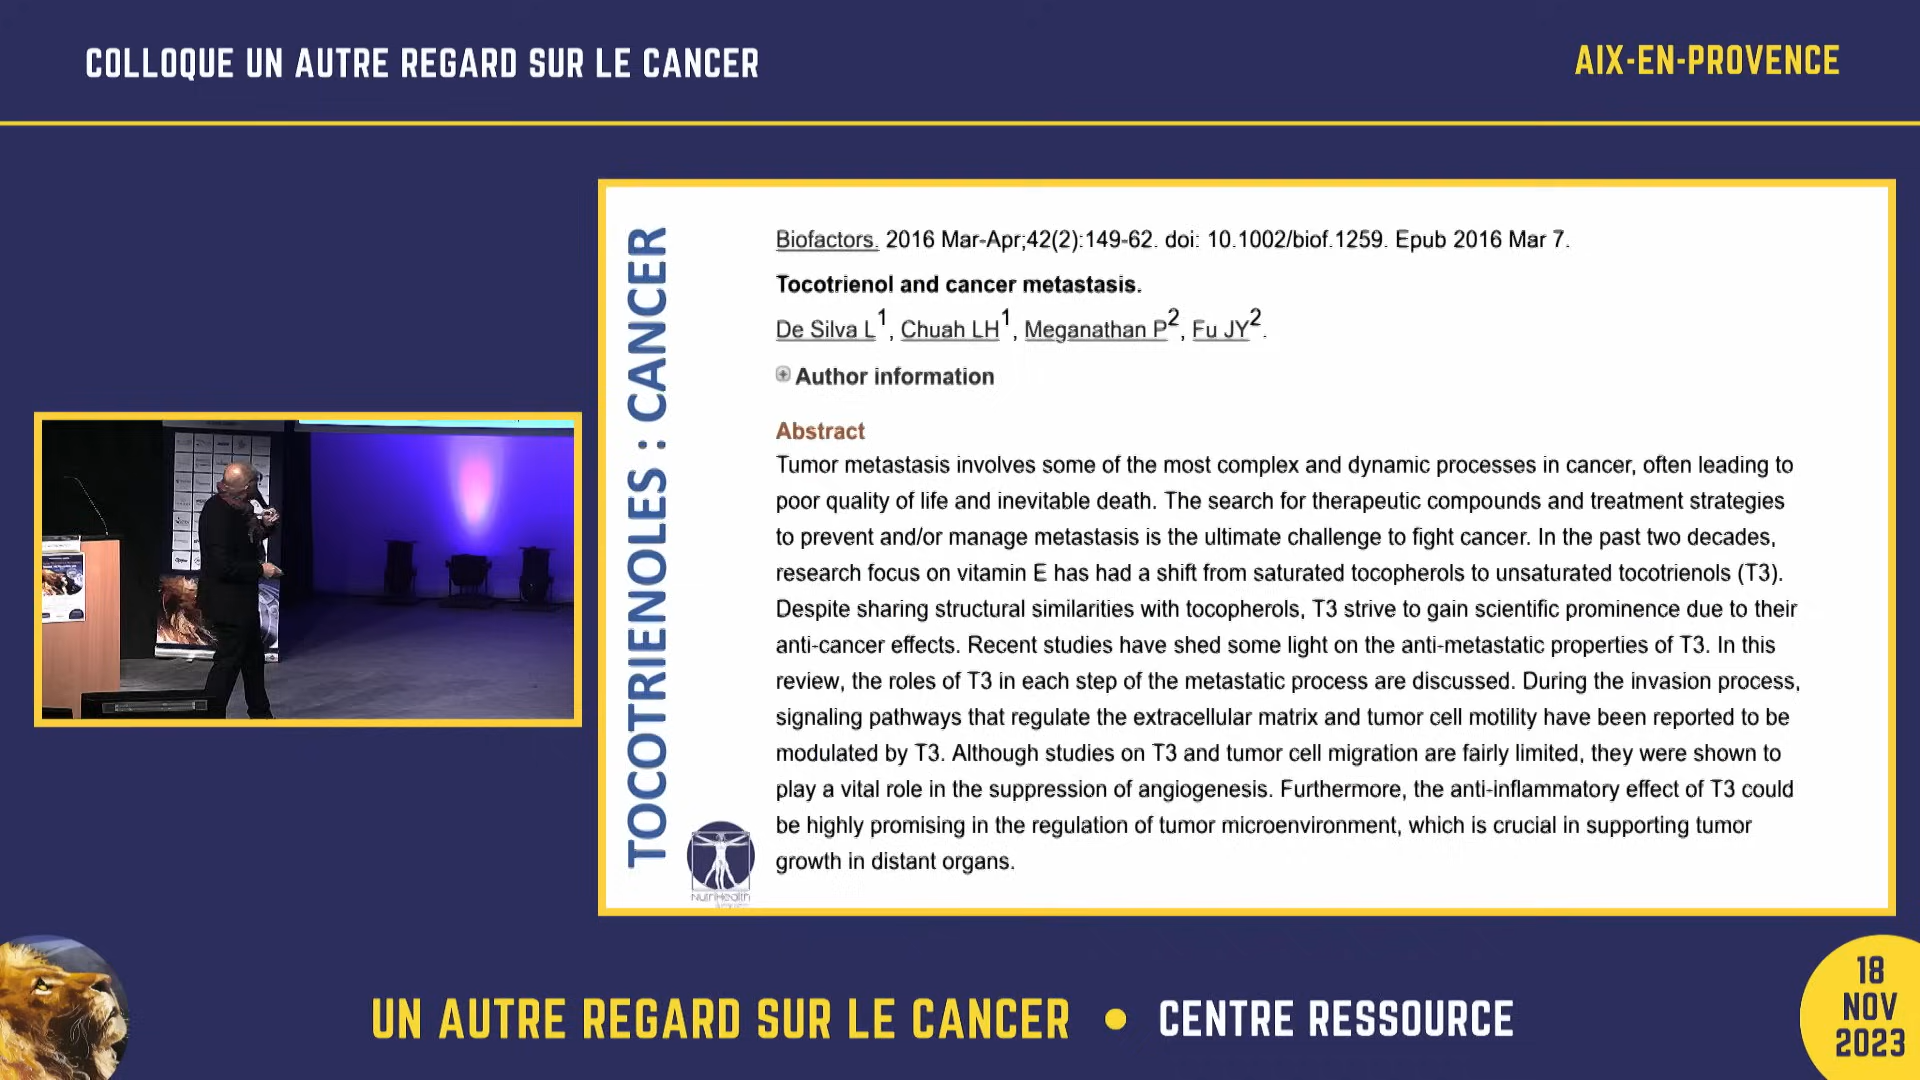 COLLOQUE UN AUTRE REGARD SUR LE CANCER
AIX-EN-PROVENCE
TOCOTRIENOLES : CANCER
Biofactors. 2016 Mar-Apr;42(2):149-62. doi: 10.1002/biof.1259. Epub 2016 Mar 7.
Tocotrienol and cancer metastasis.
De Silva L1, Chuah LH1, Meganathan P2, Fu JY2.
Author information
Abstract
Tumor metastasis involves some of the most complex and dynamic processes in cancer, often leading to
poor quality of life and inevitable death. The search for therapeutic compounds and treatment strategies
to prevent and/or manage metastasis is the ultimate challenge to fight cancer. In the past two decades,
research focus on vitamin E has had a shift from saturated tocopherols to unsaturated tocotrienols (T3).
Despite sharing structural similarities with tocopherols, T3 strive to gain scientific prominence due to their
anti-cancer effects. Recent studies have shed some light on the anti-metastatic properties of T3. In this
review, the roles of T3 in each step of the metastatic process are discussed. During the invasion process,
signaling pathways that regulate the extracellular matrix and tumor cell motility have been reported to be
modulated by T3. Although studies on T3 and tumor cell migration are fairly limited, they were shown to
play a vital role in the suppression of angiogenesis. Furthermore, the anti-inflammatory effect of T3 could
be highly promising in the regulation of tumor microenvironment, which is crucial in supporting tumor
growth in distant organs.
NutriHealth
UN AUTRE REGARD SUR LE CANCER • CENTRE RESSOURCE
18
NOV
2023